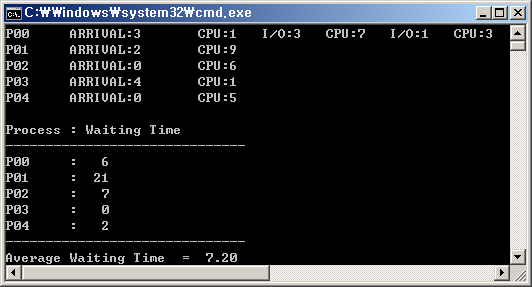 C:₩Windows₩system32₩cmd.exe
P00 ARRIVAL:3 CPU:1 I/O:3 CPU:7 I/O:1 CPU:3
P01 ARRIVAL:2 CPU:9
P02 ARRIVAL:0 CPU:6
P03 ARRIVAL:4 CPU:1
P04 ARRIVAL:0 CPU:5
Process : Waiting Time
------------------------------
P00 : 6
P01 : 21
P02 : 7
P03 : 0
P04 : 2
------------------------------
Average Waiting Time = 7.20